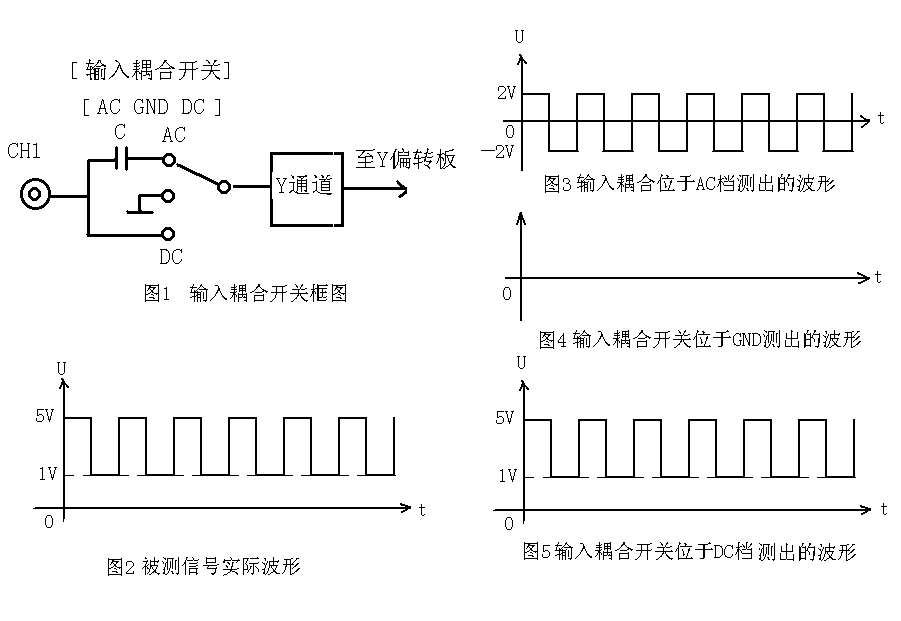 [ 输入耦合开关]
[ AC GND DC ]
C
AC
CH1
Y通道
至Y偏转板
DC
图1 输入耦合开关框图
U
5V
1V
0
t
图2 被测信号实际波形
U
2V
0
—2V
t
图3 输入耦合位于AC档测出的波形
0
t
图4 输入耦合开关位于GND测出的波形
U
5V
1V
0
t
图5 输入耦合开关位于DC档 测出的波形